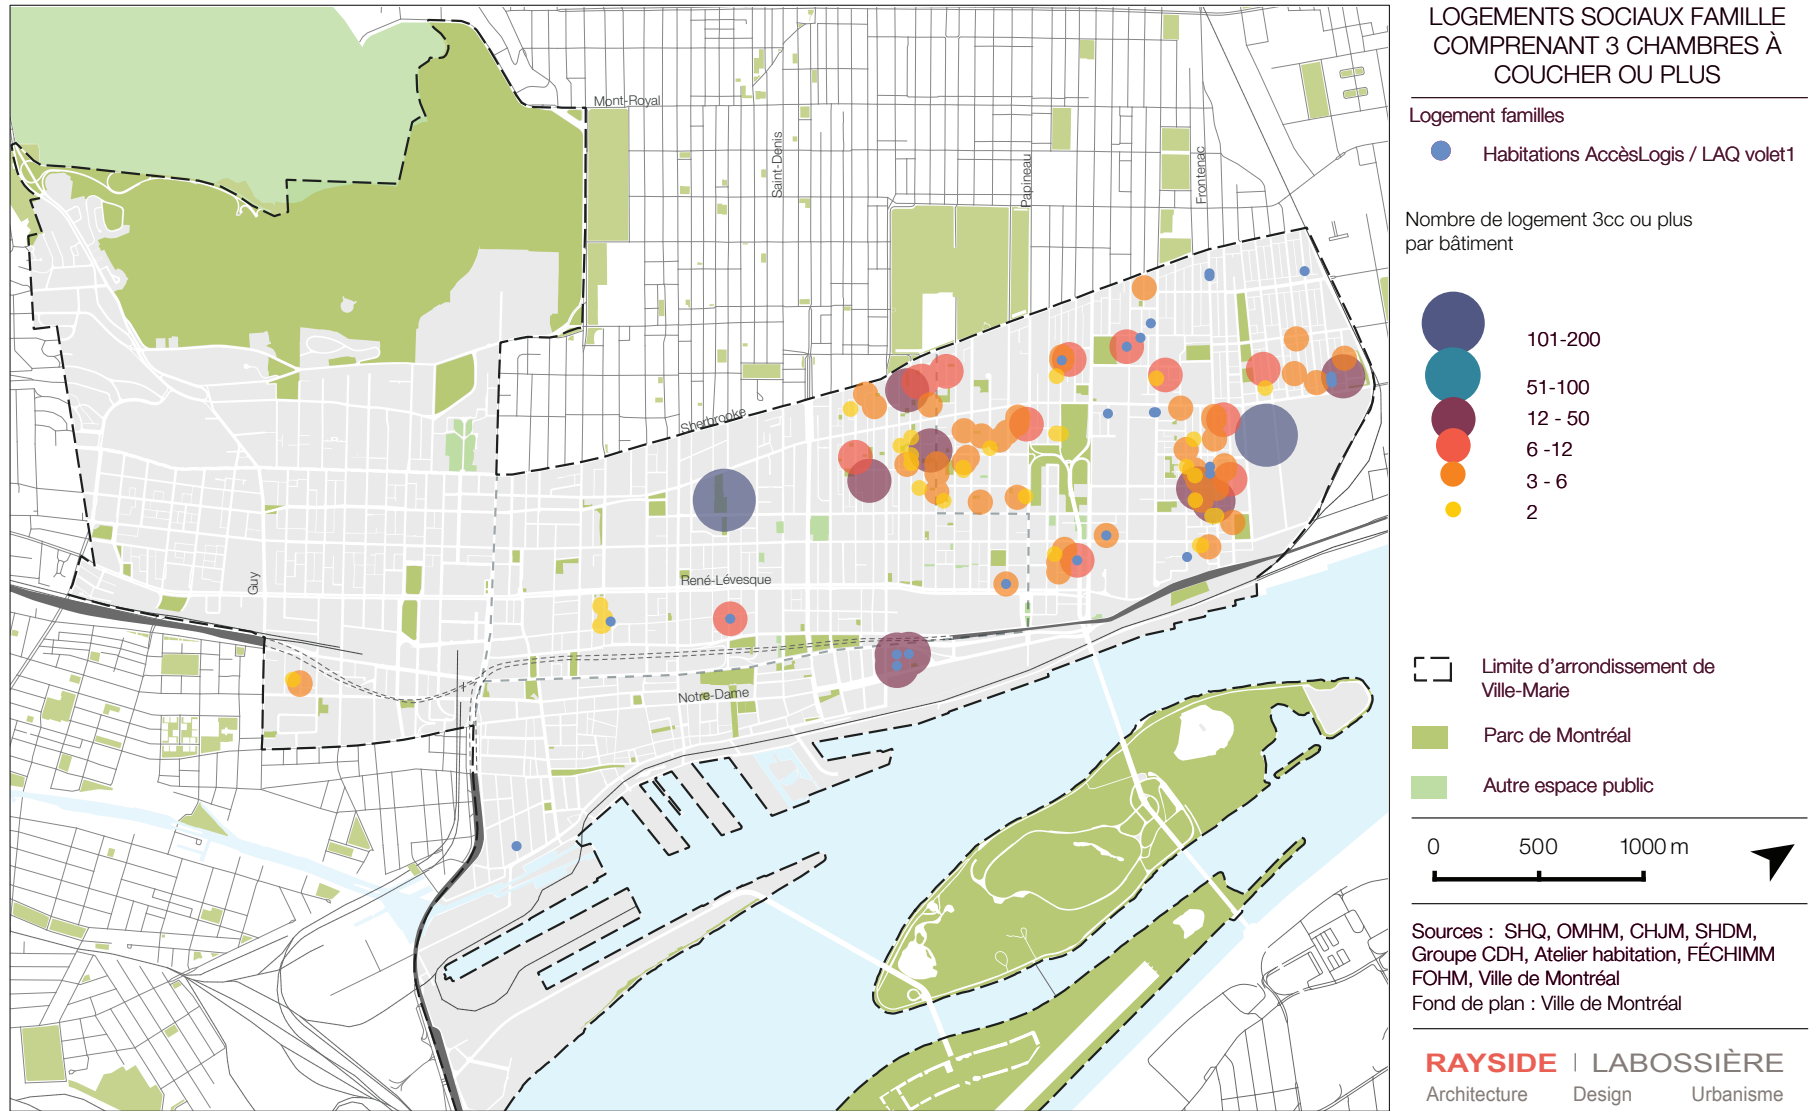 LOGEMENTS SOCIAUX FAMILLE
COMPRENANT 3 CHAMBRES À
COUCHER OU PLUS
Logement familles
Habitations AccèsLogis / LAQ volet1
Nombre de logement 3cc ou plus
par bâtiment
101-200
51-100
12 - 50
6 -12
3 - 6
2
Limite d'arrondissement de
Ville-Marie
Parc de Montréal
Autre espace public
0 500 1000 m
Sources : SHQ, OMHM, CHJM, SHDM,
Groupe CDH, Atelier habitation, FÉCHIMM
FOHM, Ville de Montréal
Fond de plan : Ville de Montréal
RAYSIDE | LABOSSIÈRE
Architecture Design Urbanisme
Mont-Royal
Saint-Denis
Papineau
Frontenac
Sherbrooke
Guy
René-Lévesque
Notre-Dame